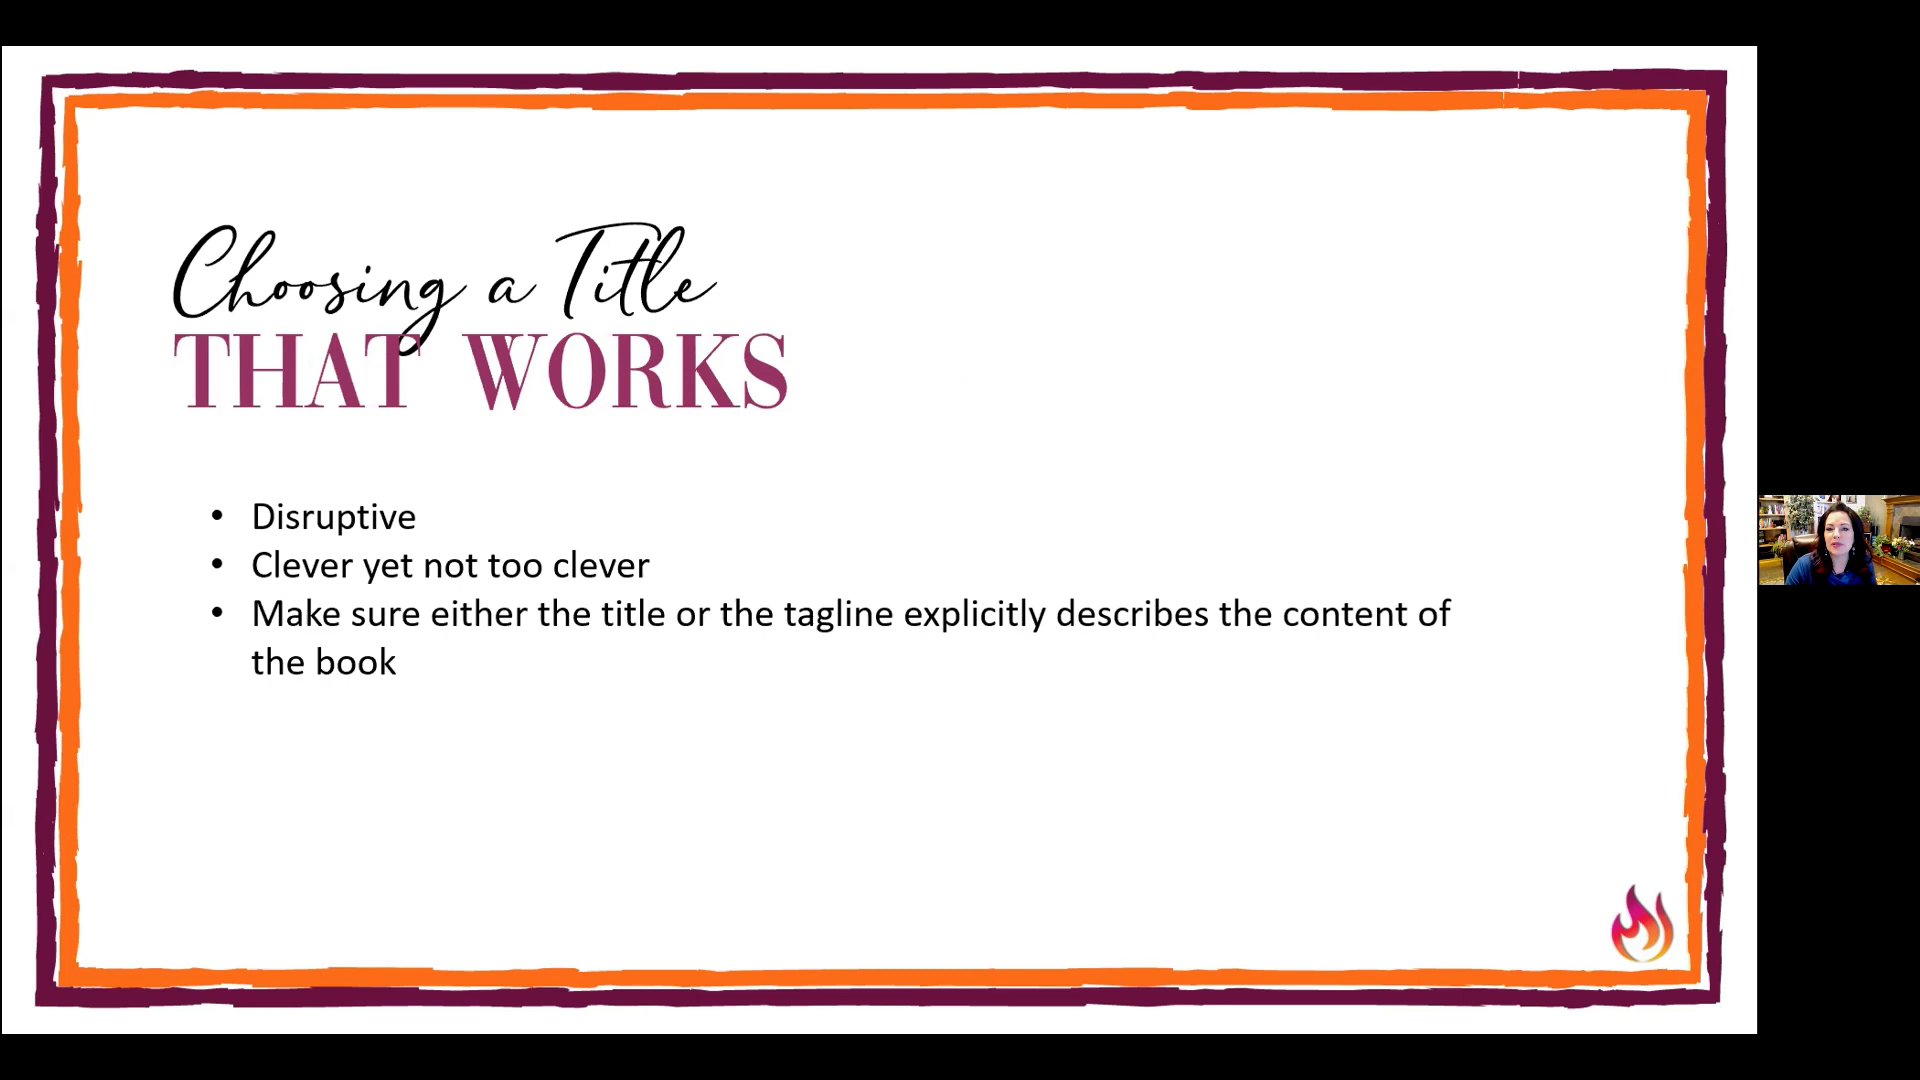 Choosing a Title
THAT WORKS
• Disruptive
• Clever yet not too clever
• Make sure either the title or the tagline explicitly describes the content of
the book